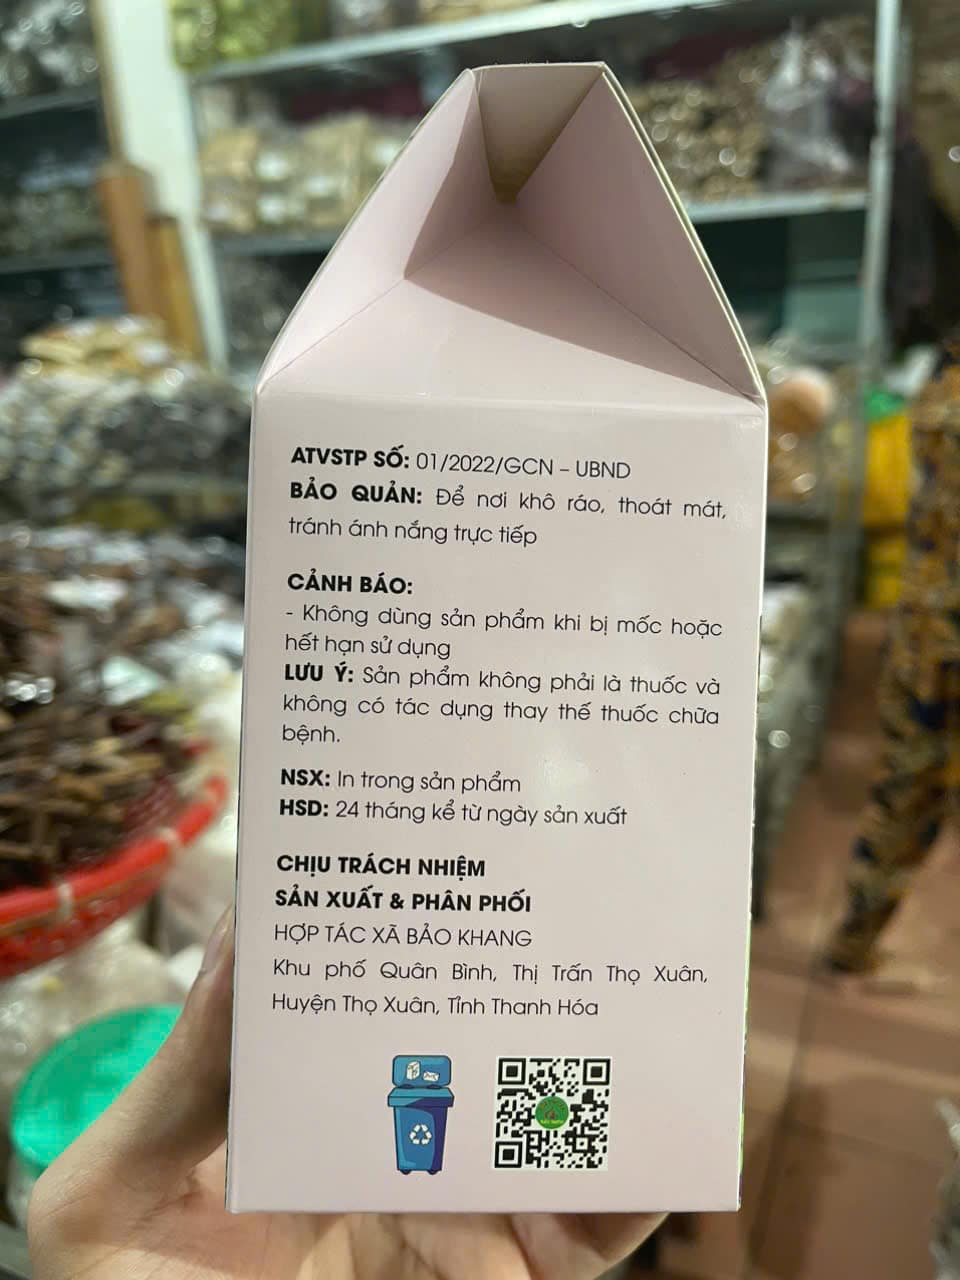 ATVSTP SỐ: 01/2022/GCN – UBND
BẢO QUẢN: Để nơi khô ráo, thoát mát,
tránh ánh nắng trực tiếp
CẢNH BÁO:
- Không dùng sản phẩm khi bị mốc hoặc
hết hạn sử dụng
LƯU Ý: Sản phẩm không phải là thuốc và
không có tác dụng thay thế thuốc chữa
bệnh.
NSX: In trong sản phẩm
HSD: 24 tháng kể từ ngày sản xuất
CHỊU TRÁCH NHIỆM
SẢN XUẤT & PHÂN PHỐI
HỢP TÁC XÃ BẢO KHANG
Khu phố Quân Bình, Thị Trấn Thọ Xuân,
Huyện Thọ Xuân, Tỉnh Thanh Hóa